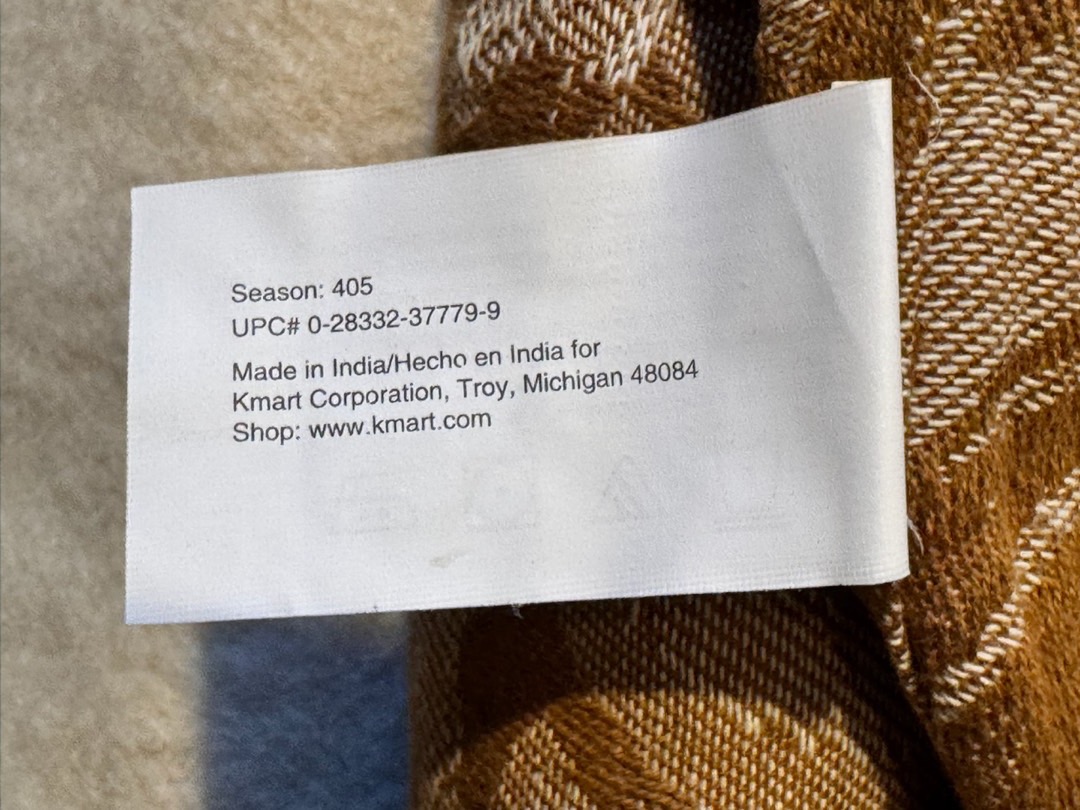 Season: 405
UPC# 0-28332-37779-9
Made in India/Hecho en India for
Kmart Corporation, Troy, Michigan 48084
Shop: www.kmart.com